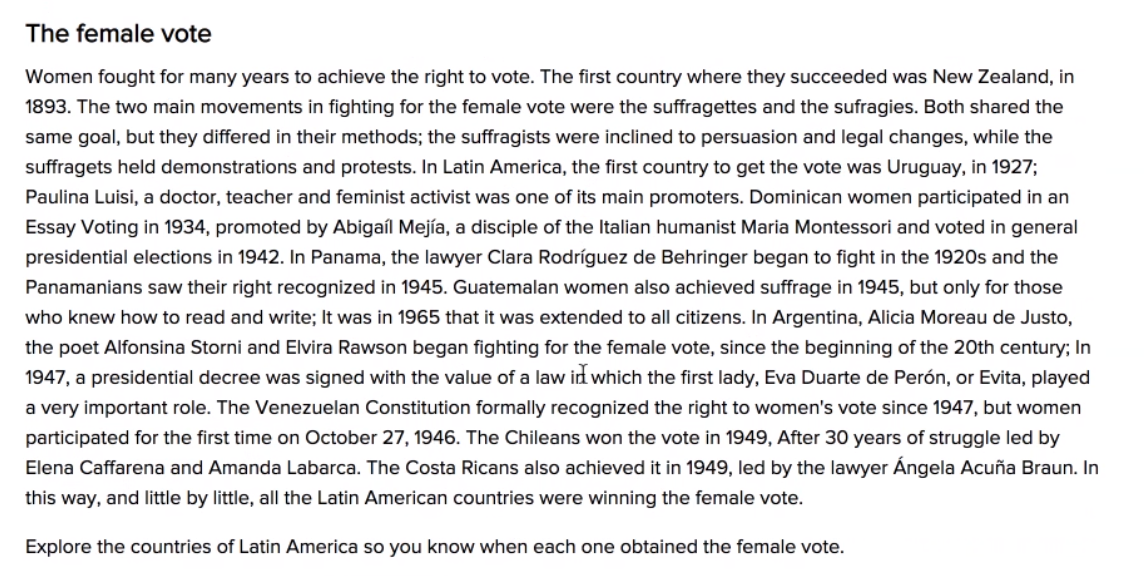 The female vote
Women fought for many years to achieve the right to vote. The first country where they succeeded was New Zealand, in
1893. The two main movements in fighting for the female vote were the suffragettes and the sufragies. Both shared the
same goal, but they differed in their methods; the suffragists were inclined to persuasion and legal changes, while the
suffragets held demonstrations and protests. In Latin America, the first country to get the vote was Uruguay, in 1927;
Paulina Luisi, a doctor, teacher and feminist activist was one of its main promoters. Dominican women participated in an
Essay Voting in 1934, promoted by Abigaíl Mejía, a disciple of the Italian humanist Maria Montessori and voted in general
presidential elections in 1942. In Panama, the lawyer Clara Rodríguez de Behringer began to fight in the 1920s and the
Panamanians saw their right recognized in 1945. Guatemalan women also achieved suffrage in 1945, but only for those
who knew how to read and write; It was in 1965 that it was extended to all citizens. In Argentina, Alicia Moreau de Justo,
the poet Alfonsina Storni and Elvira Rawson began fighting for the female vote, since the beginning of the 20th century; In
1947, a presidential decree was signed with the value of a law in which the first lady, Eva Duarte de Perón, or Evita, played
a very important role. The Venezuelan Constitution formally recognized the right to women's vote since 1947, but women
participated for the first time on October 27, 1946. The Chileans won the vote in 1949, After 30 years of struggle led by
Elena Caffarena and Amanda Labarca. The Costa Ricans also achieved it in 1949, led by the lawyer Ángela Acuña Braun. In
this way, and little by little, all the Latin American countries were winning the female vote.
Explore the countries of Latin America so you know when each one obtained the female vote.